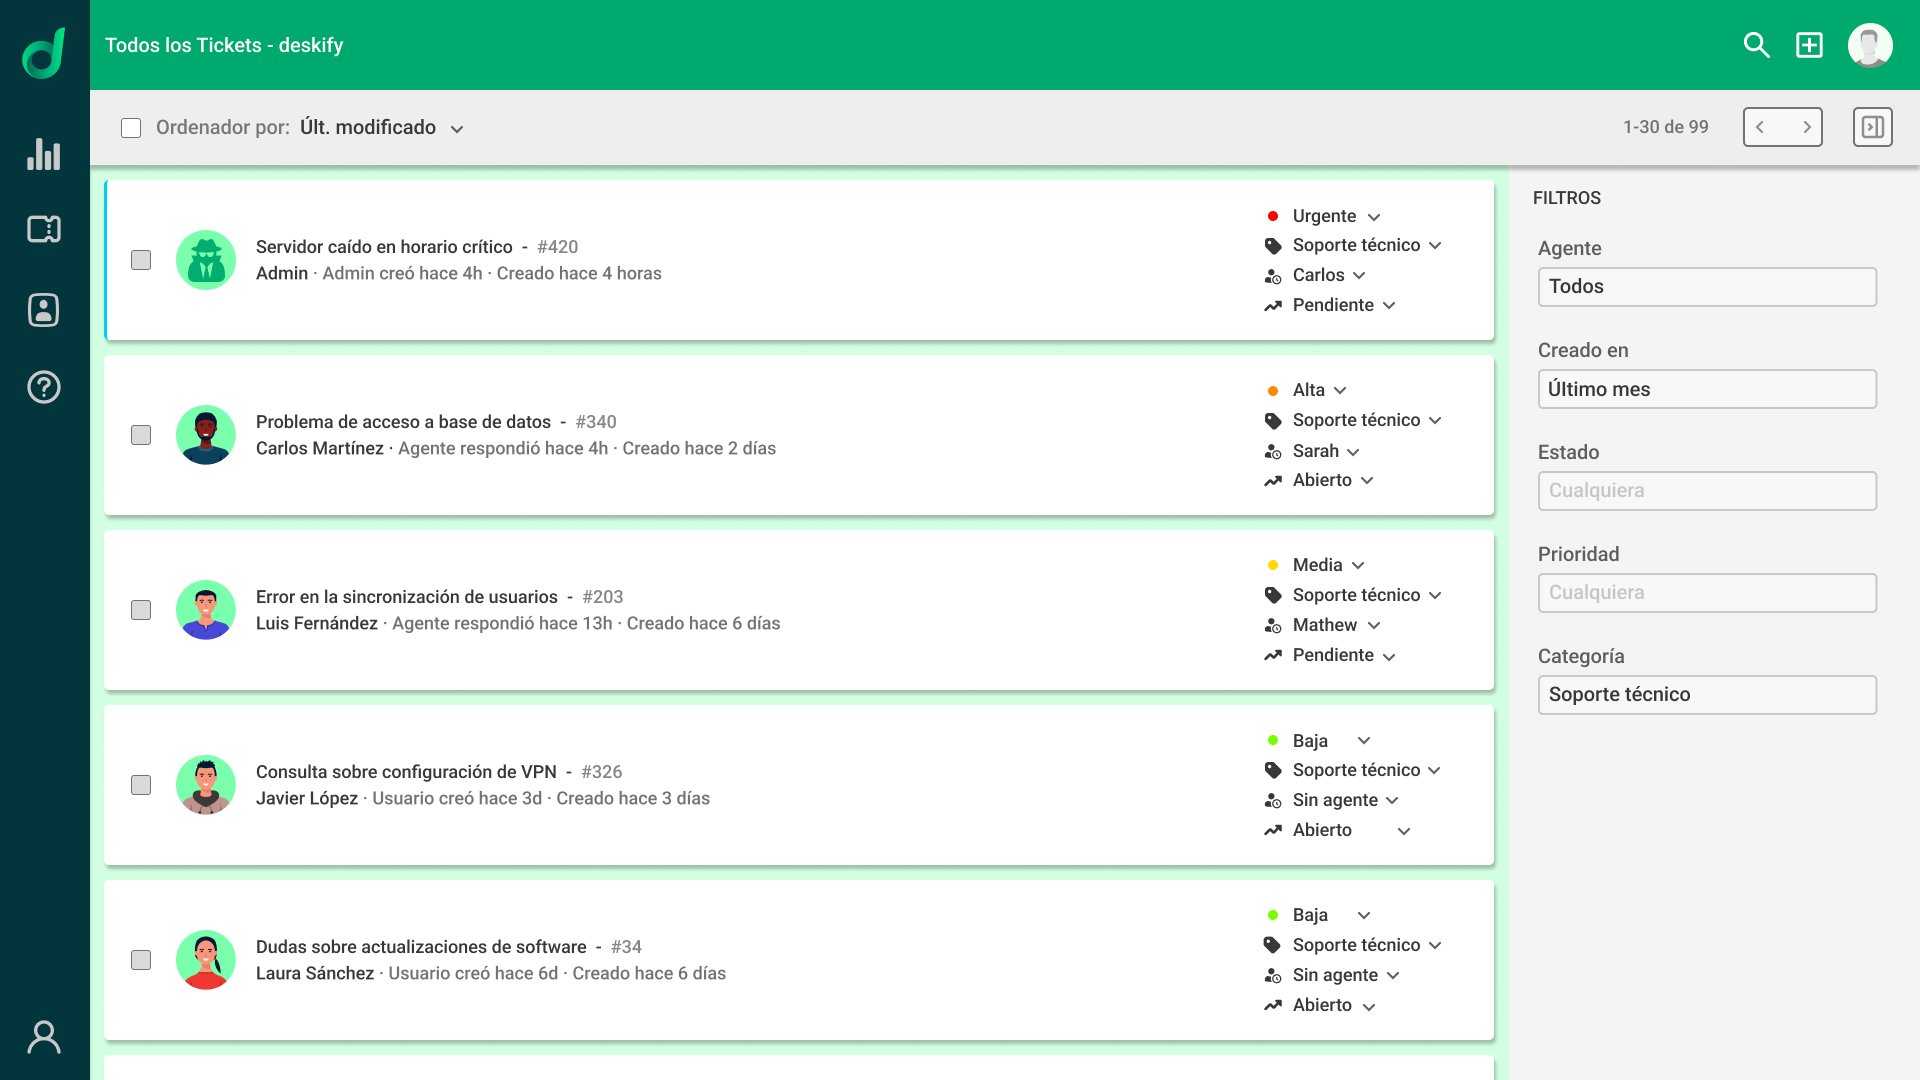 Todos los Tickets - deskify
Ordenador por: Últ. modificado
1-30 de 99
Servidor caído en horario crítico - #420
Admin · Admin creó hace 4h · Creado hace 4 horas
Urgente
Soporte técnico
Carlos
Pendiente
Problema de acceso a base de datos - #340
Carlos Martínez · Agente respondió hace 4h · Creado hace 2 días
Alta
Soporte técnico
Sarah
Abierto
Error en la sincronización de usuarios - #203
Luis Fernández · Agente respondió hace 13h · Creado hace 6 días
Media
Soporte técnico
Mathew
Pendiente
Consulta sobre configuración de VPN - #326
Javier López · Usuario creó hace 3d · Creado hace 3 días
Baja
Soporte técnico
Sin agente
Abierto
Dudas sobre actualizaciones de software - #34
Laura Sánchez · Usuario creó hace 6d · Creado hace 6 días
Baja
Soporte técnico
Sin agente
Abierto
FILTROS
Agente
Todos
Creado en
Último mes
Estado
Cualquiera
Prioridad
Cualquiera
Categoría
Soporte técnico